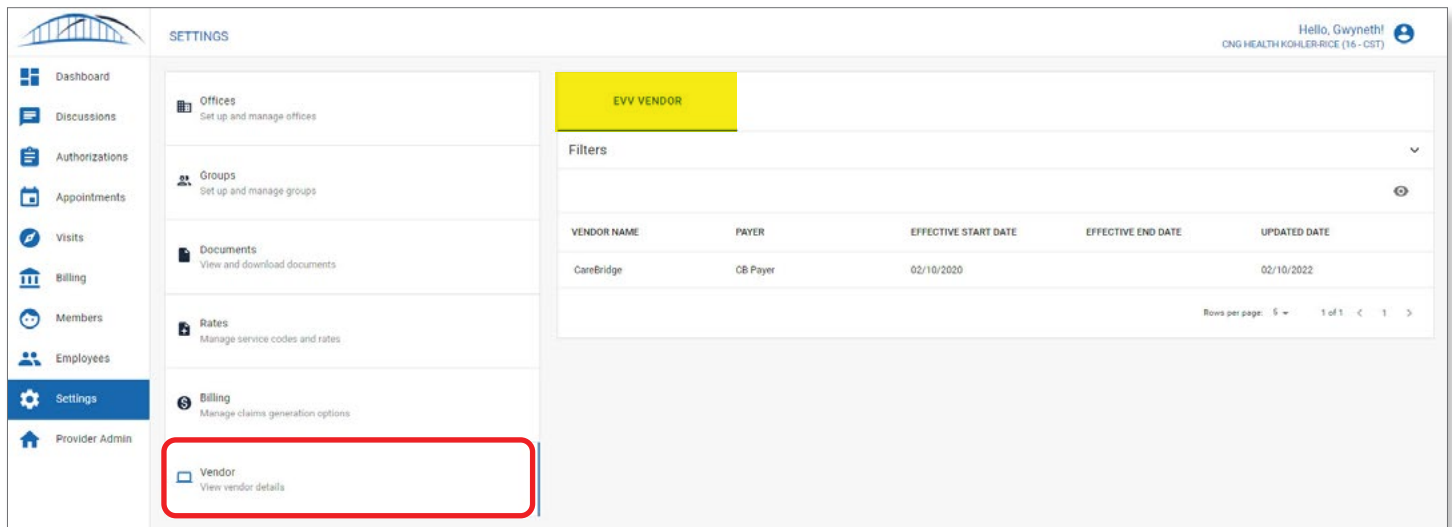 SETTINGS
Hello, Gwyneth!
CNG HEALTH KOHLER-RICE (16 - CST)
Dashboard
Discussions
Authorizations
Appointments
Visits
Billing
Members
Employees
Settings
Provider Admin
Offices
Set up and manage offices
Groups
Set up and manage groups
Documents
View and download documents
Rates
Manage service codes and rates
Billing
Manage claims generation options
Vendor
View vendor details
EVV VENDOR
Filters
VENDOR NAME PAYER EFFECTIVE START DATE EFFECTIVE END DATE UPDATED DATE
CareBridge CB Payer 02/10/2020 02/10/2022
Rows per page: 5 1 of 1 < 1 >